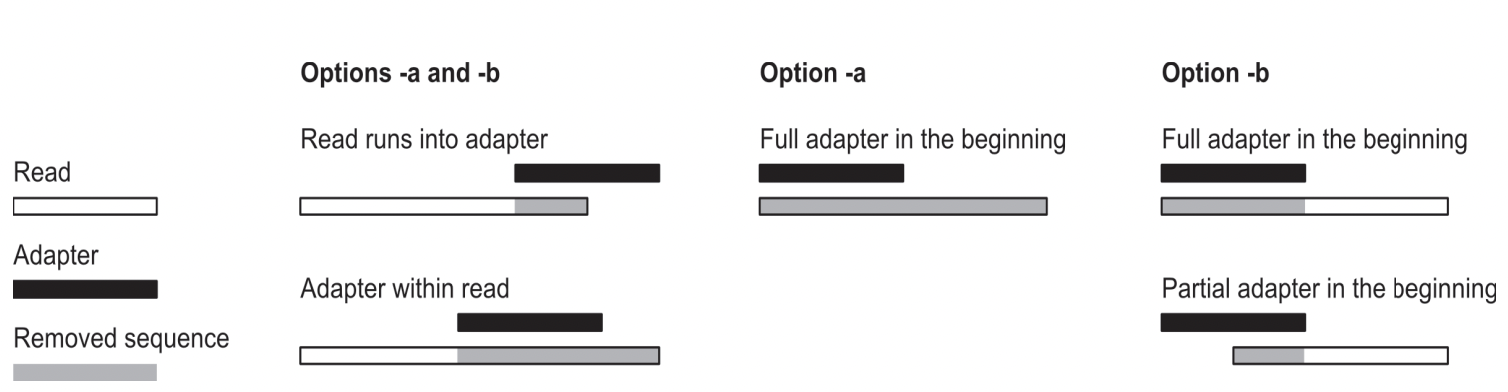 Options -a and -b
Option -a
Option -b
Read runs into adapter
Full adapter in the beginning
Full adapter in the beginning
Read
Adapter
Adapter within read
Partial adapter in the beginning
Removed sequence